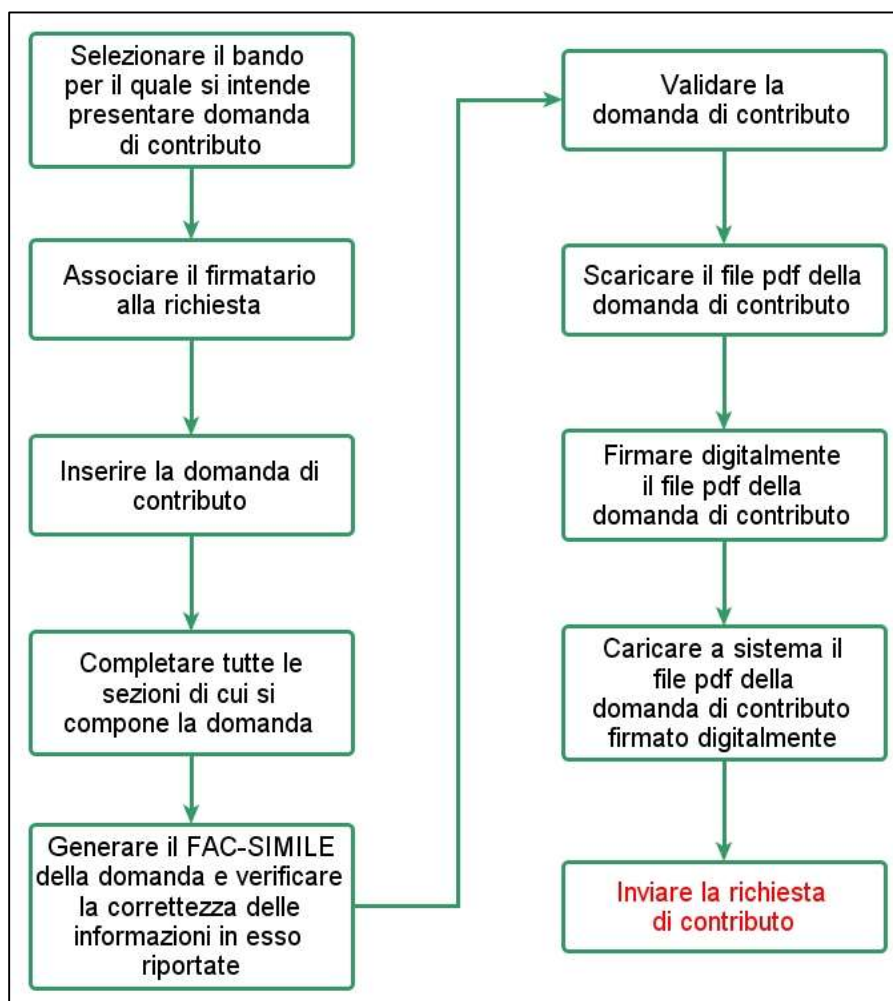 Selezionare il bando
per il quale si intende
presentare domanda
di contributo
Associare il firmatario
alla richiesta
Inserire la domanda di
contributo
Completare tutte le
sezioni di cui si
compone la domanda
Generare il FAC-SIMILE
della domanda e verificare
la correttezza delle
informazioni in esso
riportate
Validare la
domanda di contributo
Scaricare il file pdf della
domanda di contributo
Firmare digitalmente
il file pdf della
domanda di contributo
Caricare a sistema il
file pdf della
domanda di contributo
firmato digitalmente
Inviare la richiesta
di contributo